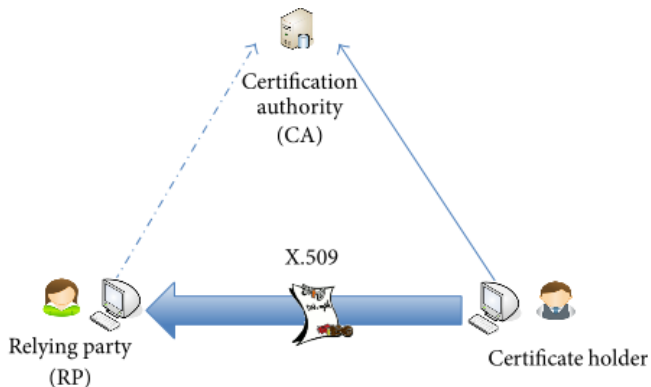 Certification
authority
(CA)
X.509
Relying party
(RP)
Certificate holder